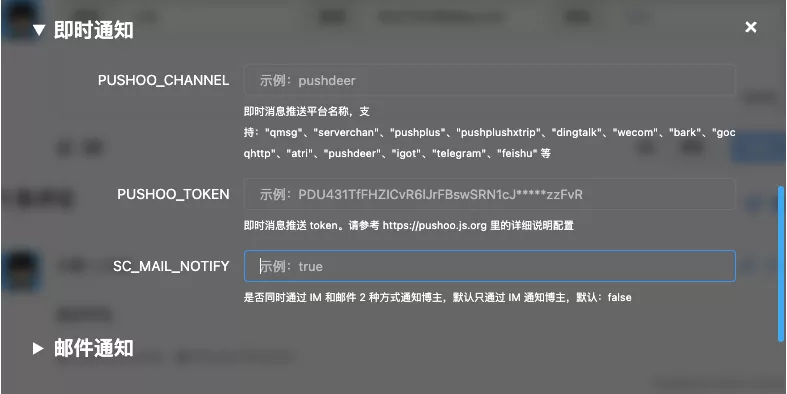 ▼ 即时通知
×
PUSHOO_CHANNEL
示例：pushdeer
即时消息推送平台名称，支
持："qmsg"、"serverchan"、"pushplus"、"pushplushxtrip"、"dingtalk"、"wecom"、"bark"、"goc
qhttp"、"atri"、"pushdeer"、"igot"、"telegram"、"feishu" 等
PUSHOO_TOKEN
示例：PDU431TfFHZICvR6lJrFBswSRN1cJ*****zzFvR
即时消息推送 token。请参考 https://pushoo.js.org 里的详细说明配置
SC_MAIL_NOTIFY
示例：true
是否同时通过 IM 和邮件 2 种方式通知博主，默认只通过 IM 通知博主，默认：false
▶ 邮件通知